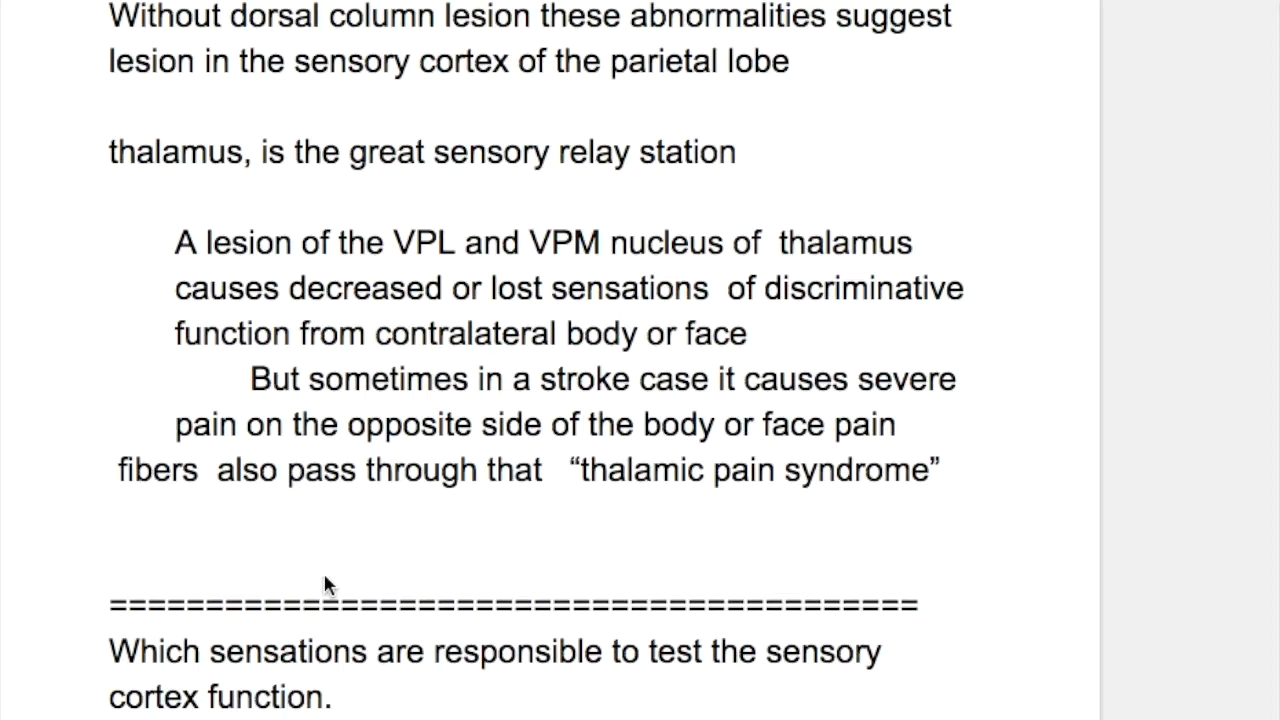 Without dorsal column lesion these abnormalities suggest
lesion in the sensory cortex of the parietal lobe
thalamus, is the great sensory relay station
A lesion of the VPL and VPM nucleus of  thalamus
causes decreased or lost sensations  of discriminative
function from contralateral body or face
But sometimes in a stroke case it causes severe
pain on the opposite side of the body or face pain
fibers  also pass through that   “thalamic pain syndrome”
==========================================
Which sensations are responsible to test the sensory
cortex function.